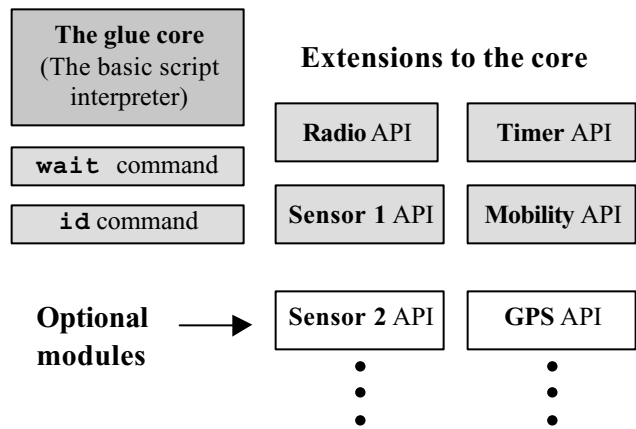 The glue core
(The basic script
interpreter)
wait command
id command
Extensions to the core
Radio API
Timer API
Sensor 1 API
Mobility API
Optional
modules
Sensor 2 API
GPS API